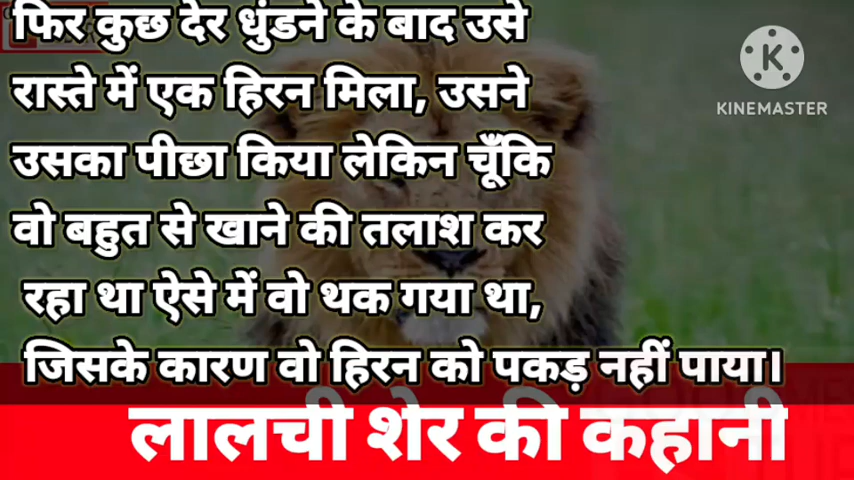 फिर कुछ देर धुंडने के बाद उसे
रास्ते में एक हिरन मिला, उसने
उसका पीछा किया लेकिन चूँकि
वो बहुत से खाने की तलाश कर
रहा था ऐसे में वो थक गया था,
जिसके कारण वो हिरन को पकड़ नहीं पाया।
लालची शेर की कहानी
KINEMASTER